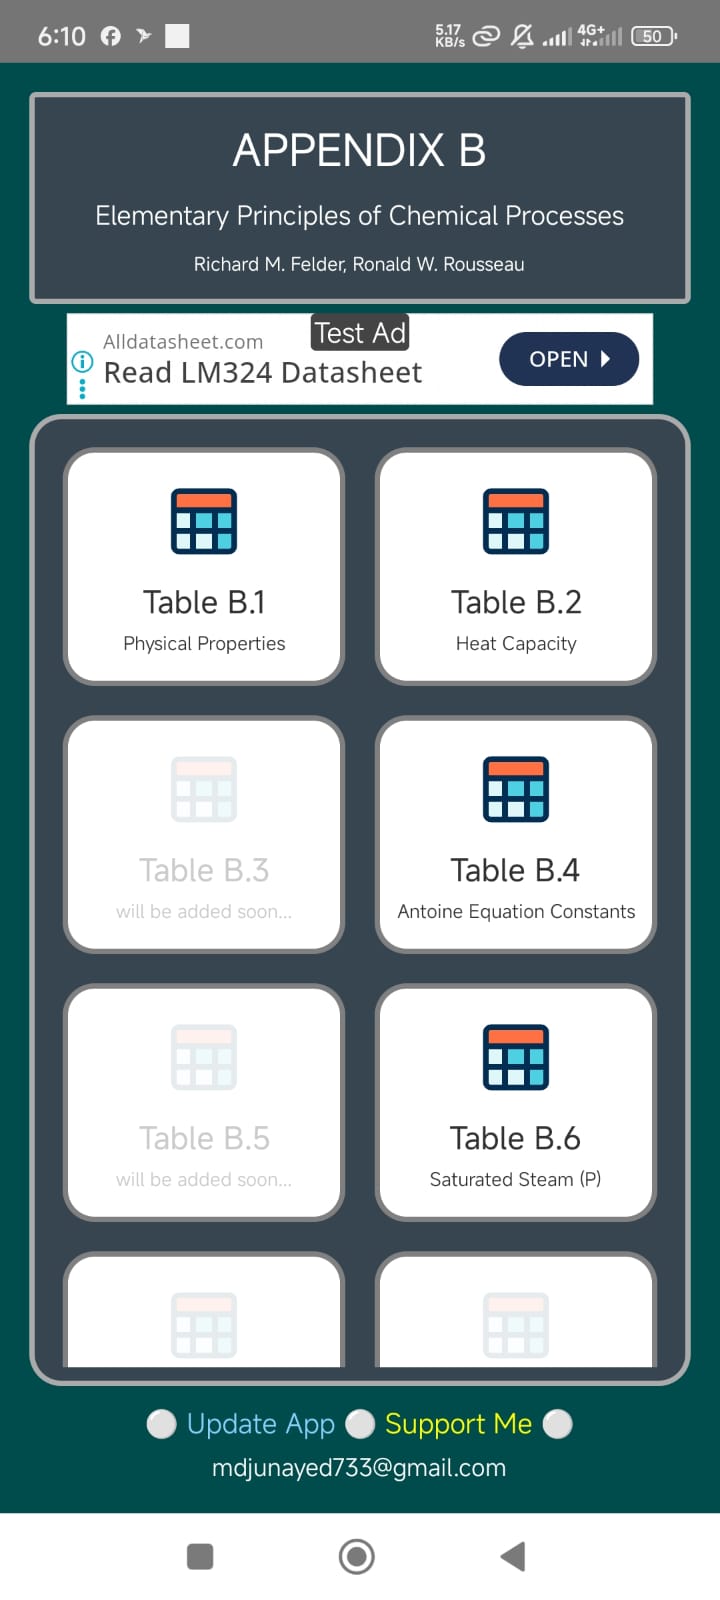 6:10
5.17 KB/s
4G+
50
APPENDIX B
Elementary Principles of Chemical Processes
Richard M. Felder, Ronald W. Rousseau
Test Ad
Alldatasheet.com
Read LM324 Datasheet
OPEN
Table B.1
Physical Properties
Table B.2
Heat Capacity
Table B.3
will be added soon...
Table B.4
Antoine Equation Constants
Table B.5
will be added soon...
Table B.6
Saturated Steam (P)
Update App Support Me
mdjunayed733@gmail.com